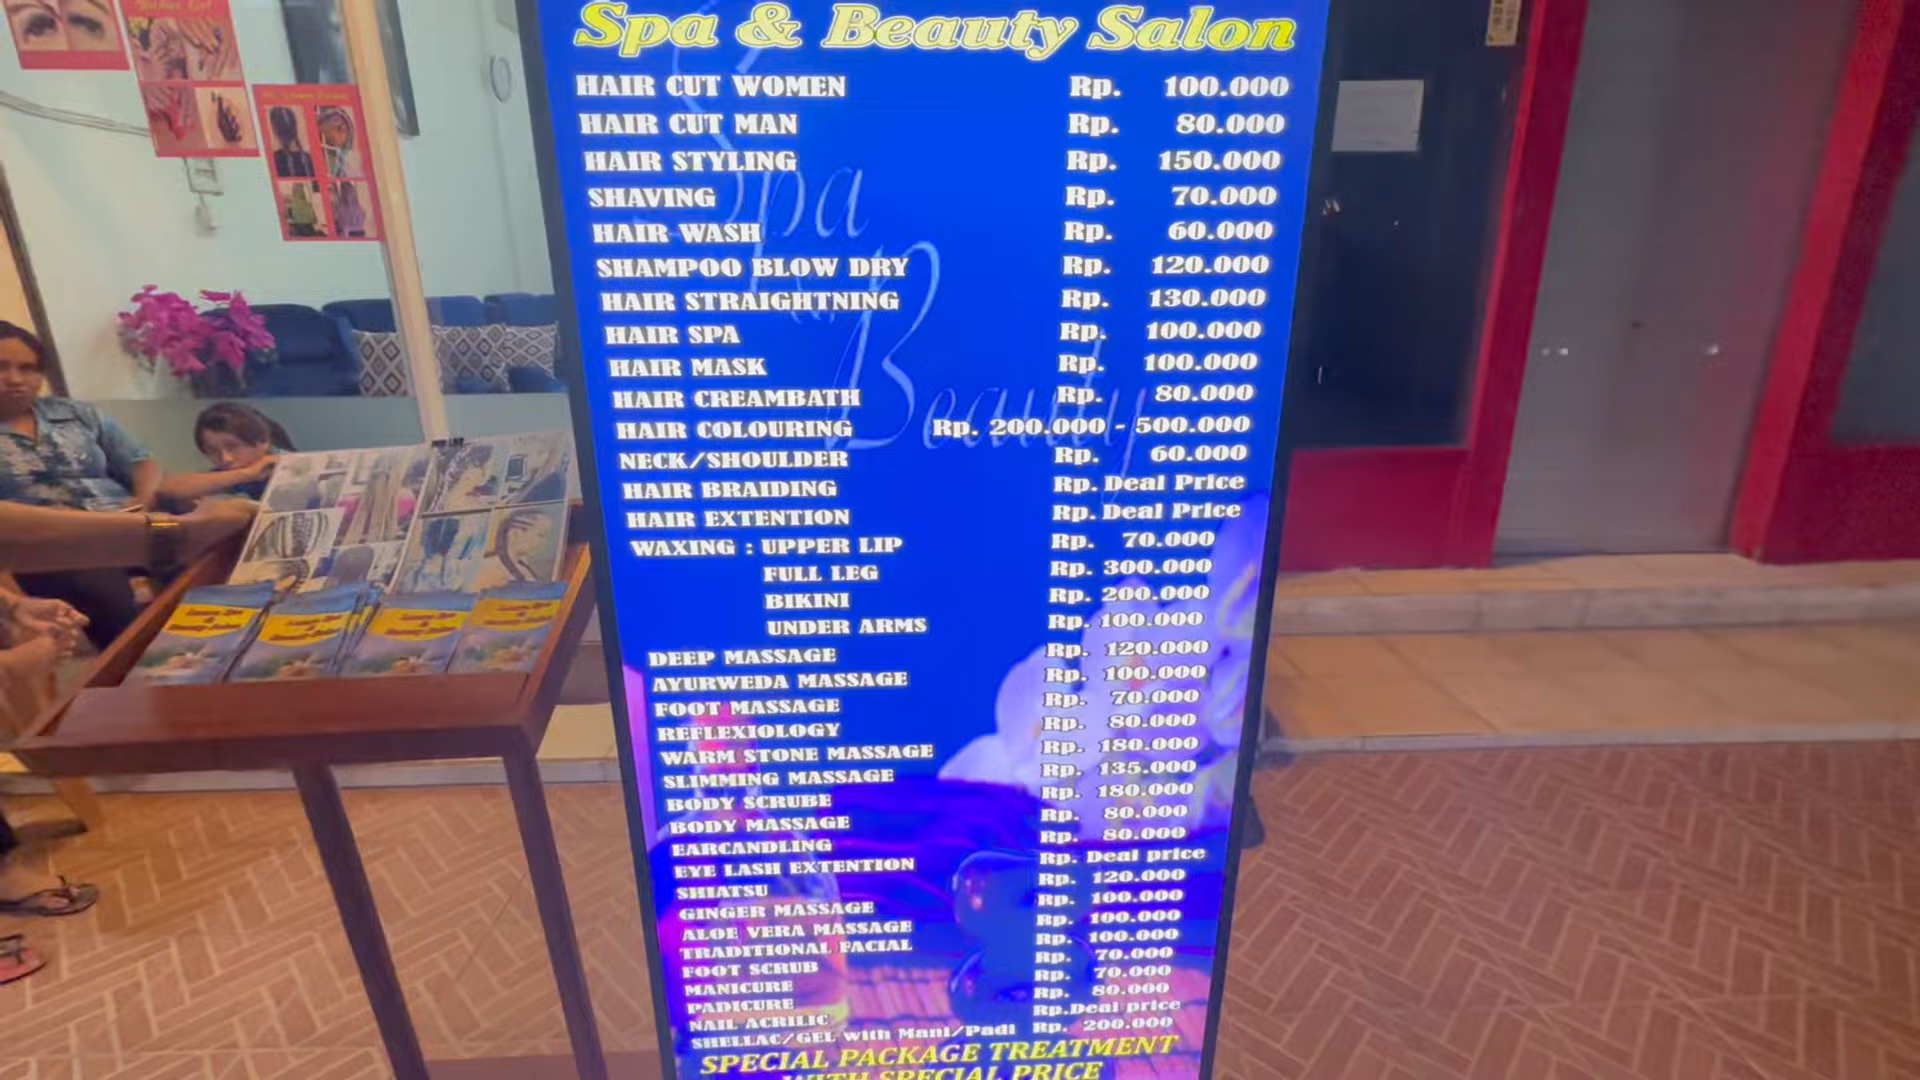 Spa & Beauty Salon
HAIR CUT WOMEN Rp. 100.000
HAIR CUT MAN Rp. 80.000
HAIR STYLING Rp. 150.000
SHAVING Rp. 70.000
HAIR WASH Rp. 60.000
SHAMPOO BLOW DRY Rp. 120.000
HAIR STRAIGHTNING Rp. 130.000
HAIR SPA Rp. 100.000
HAIR MASK Rp. 100.000
HAIR CREAMBATH Rp. 80.000
HAIR COLOURING Rp. 200.000 - 500.000
NECK/SHOULDER Rp. 60.000
HAIR BRAIDING Rp. Deal Price
HAIR EXTENTION Rp. Deal Price
WAXING : UPPER LIP Rp. 70.000
FULL LEG Rp. 300.000
BIKINI Rp. 200.000
UNDER ARMS Rp. 100.000
DEEP MASSAGE Rp. 120.000
AYURWEDA MASSAGE Rp. 100.000
FOOT MASSAGE Rp. 70.000
REFLEXIOLOGY Rp. 80.000
WARM STONE MASSAGE Rp. 180.000
SLIMMING MASSAGE Rp. 135.000
BODY SCRUBE Rp. 180.000
BODY MASSAGE Rp. 80.000
EARCANDLING Rp. 80.000
EYE LASH EXTENTION Rp. Deal price
SHIATSU Rp. 120.000
GINGER MASSAGE Rp. 100.000
ALOE VERA MASSAGE Rp. 100.000
TRADITIONAL FACIAL Rp. 100.000
FOOT SCRUB Rp. 70.000
MANICURE Rp. 70.000
PADICURE Rp. 80.000
NAIL ACRILIC Rp.Deal price
SHELLAC/GEL with Mani/Padi Rp. 200.000
SPECIAL PACKAGE TREATMENT
WITH SPECIAL PRICE
Spa
Beauty